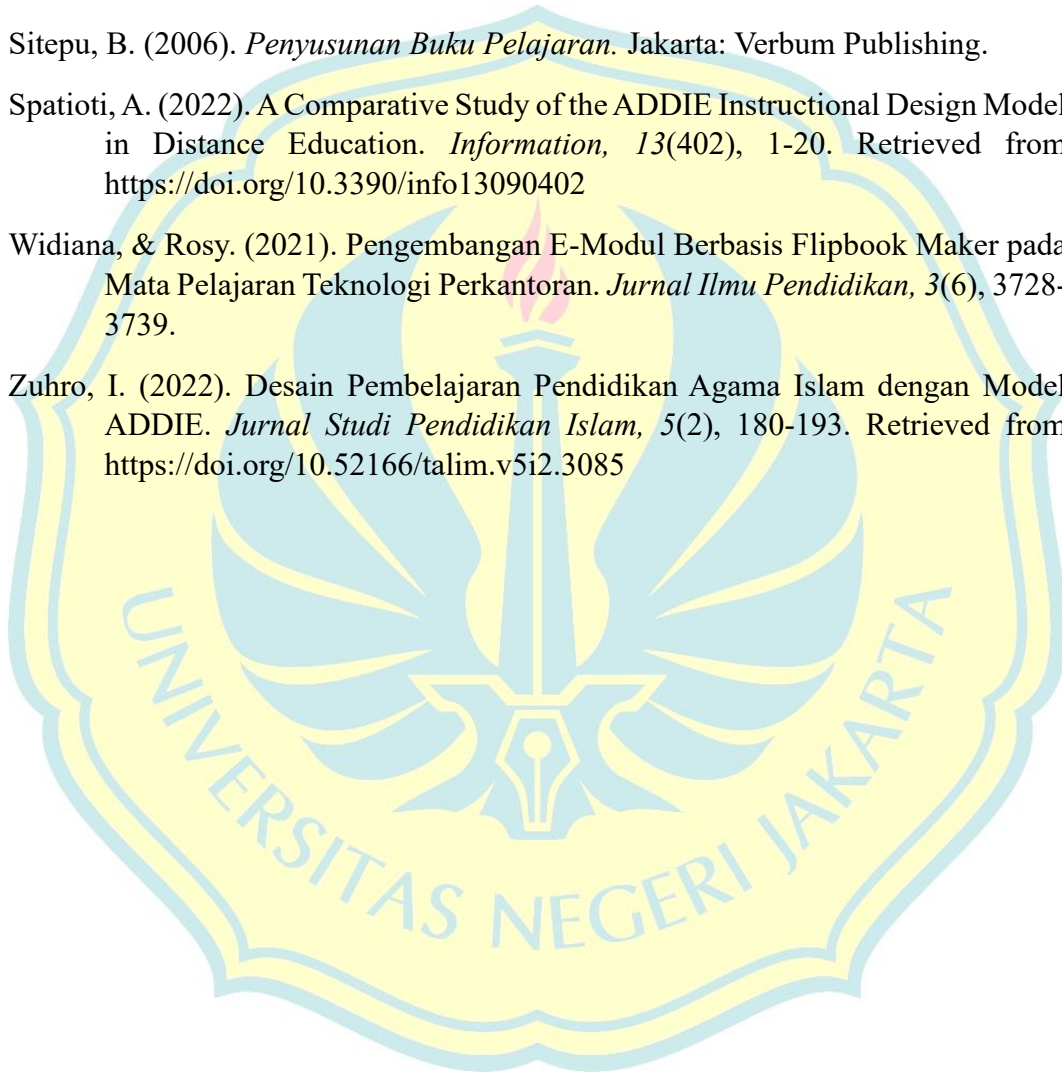 Sitepu, B. (2006). Penyusunan Buku Pelajaran. Jakarta: Verbum Publishing.
Spatioti, A. (2022). A Comparative Study of the ADDIE Instructional Design Model
in Distance Education. Information, 13(402), 1-20. Retrieved from
https://doi.org/10.3390/info13090402
Widiana, & Rosy. (2021). Pengembangan E-Modul Berbasis Flipbook Maker pada
Mata Pelajaran Teknologi Perkantoran. Jurnal Ilmu Pendidikan, 3(6), 3728-
3739.
Zuhro, I. (2022). Desain Pembelajaran Pendidikan Agama Islam dengan Model
ADDIE. Jurnal Studi Pendidikan Islam, 5(2), 180-193. Retrieved from
https://doi.org/10.52166/talim.v5i2.3085
UNIVERSITAS NEGERI JAKARTA